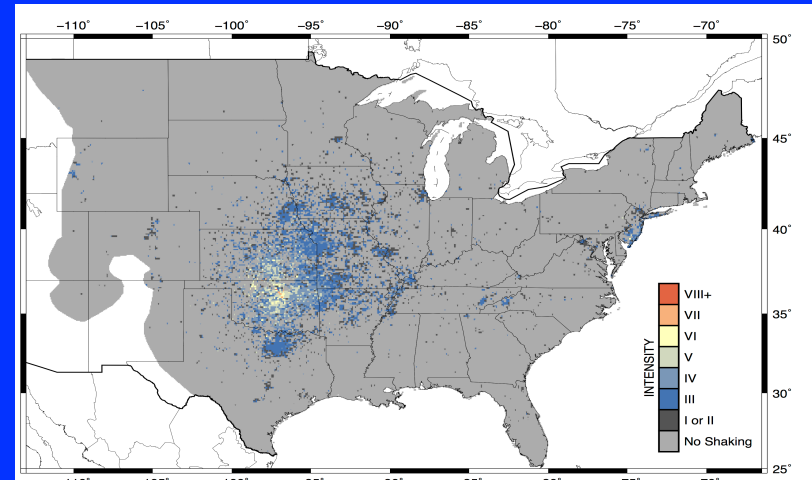 −110˚ −105˚ −100˚ −95˚ −90˚ −85˚ −80˚ −75˚ −70˚
50˚
45˚
40˚
35˚
30˚
25˚
INTENSITY
VIII+
VII
VI
V
IV
III
I or II
No Shaking